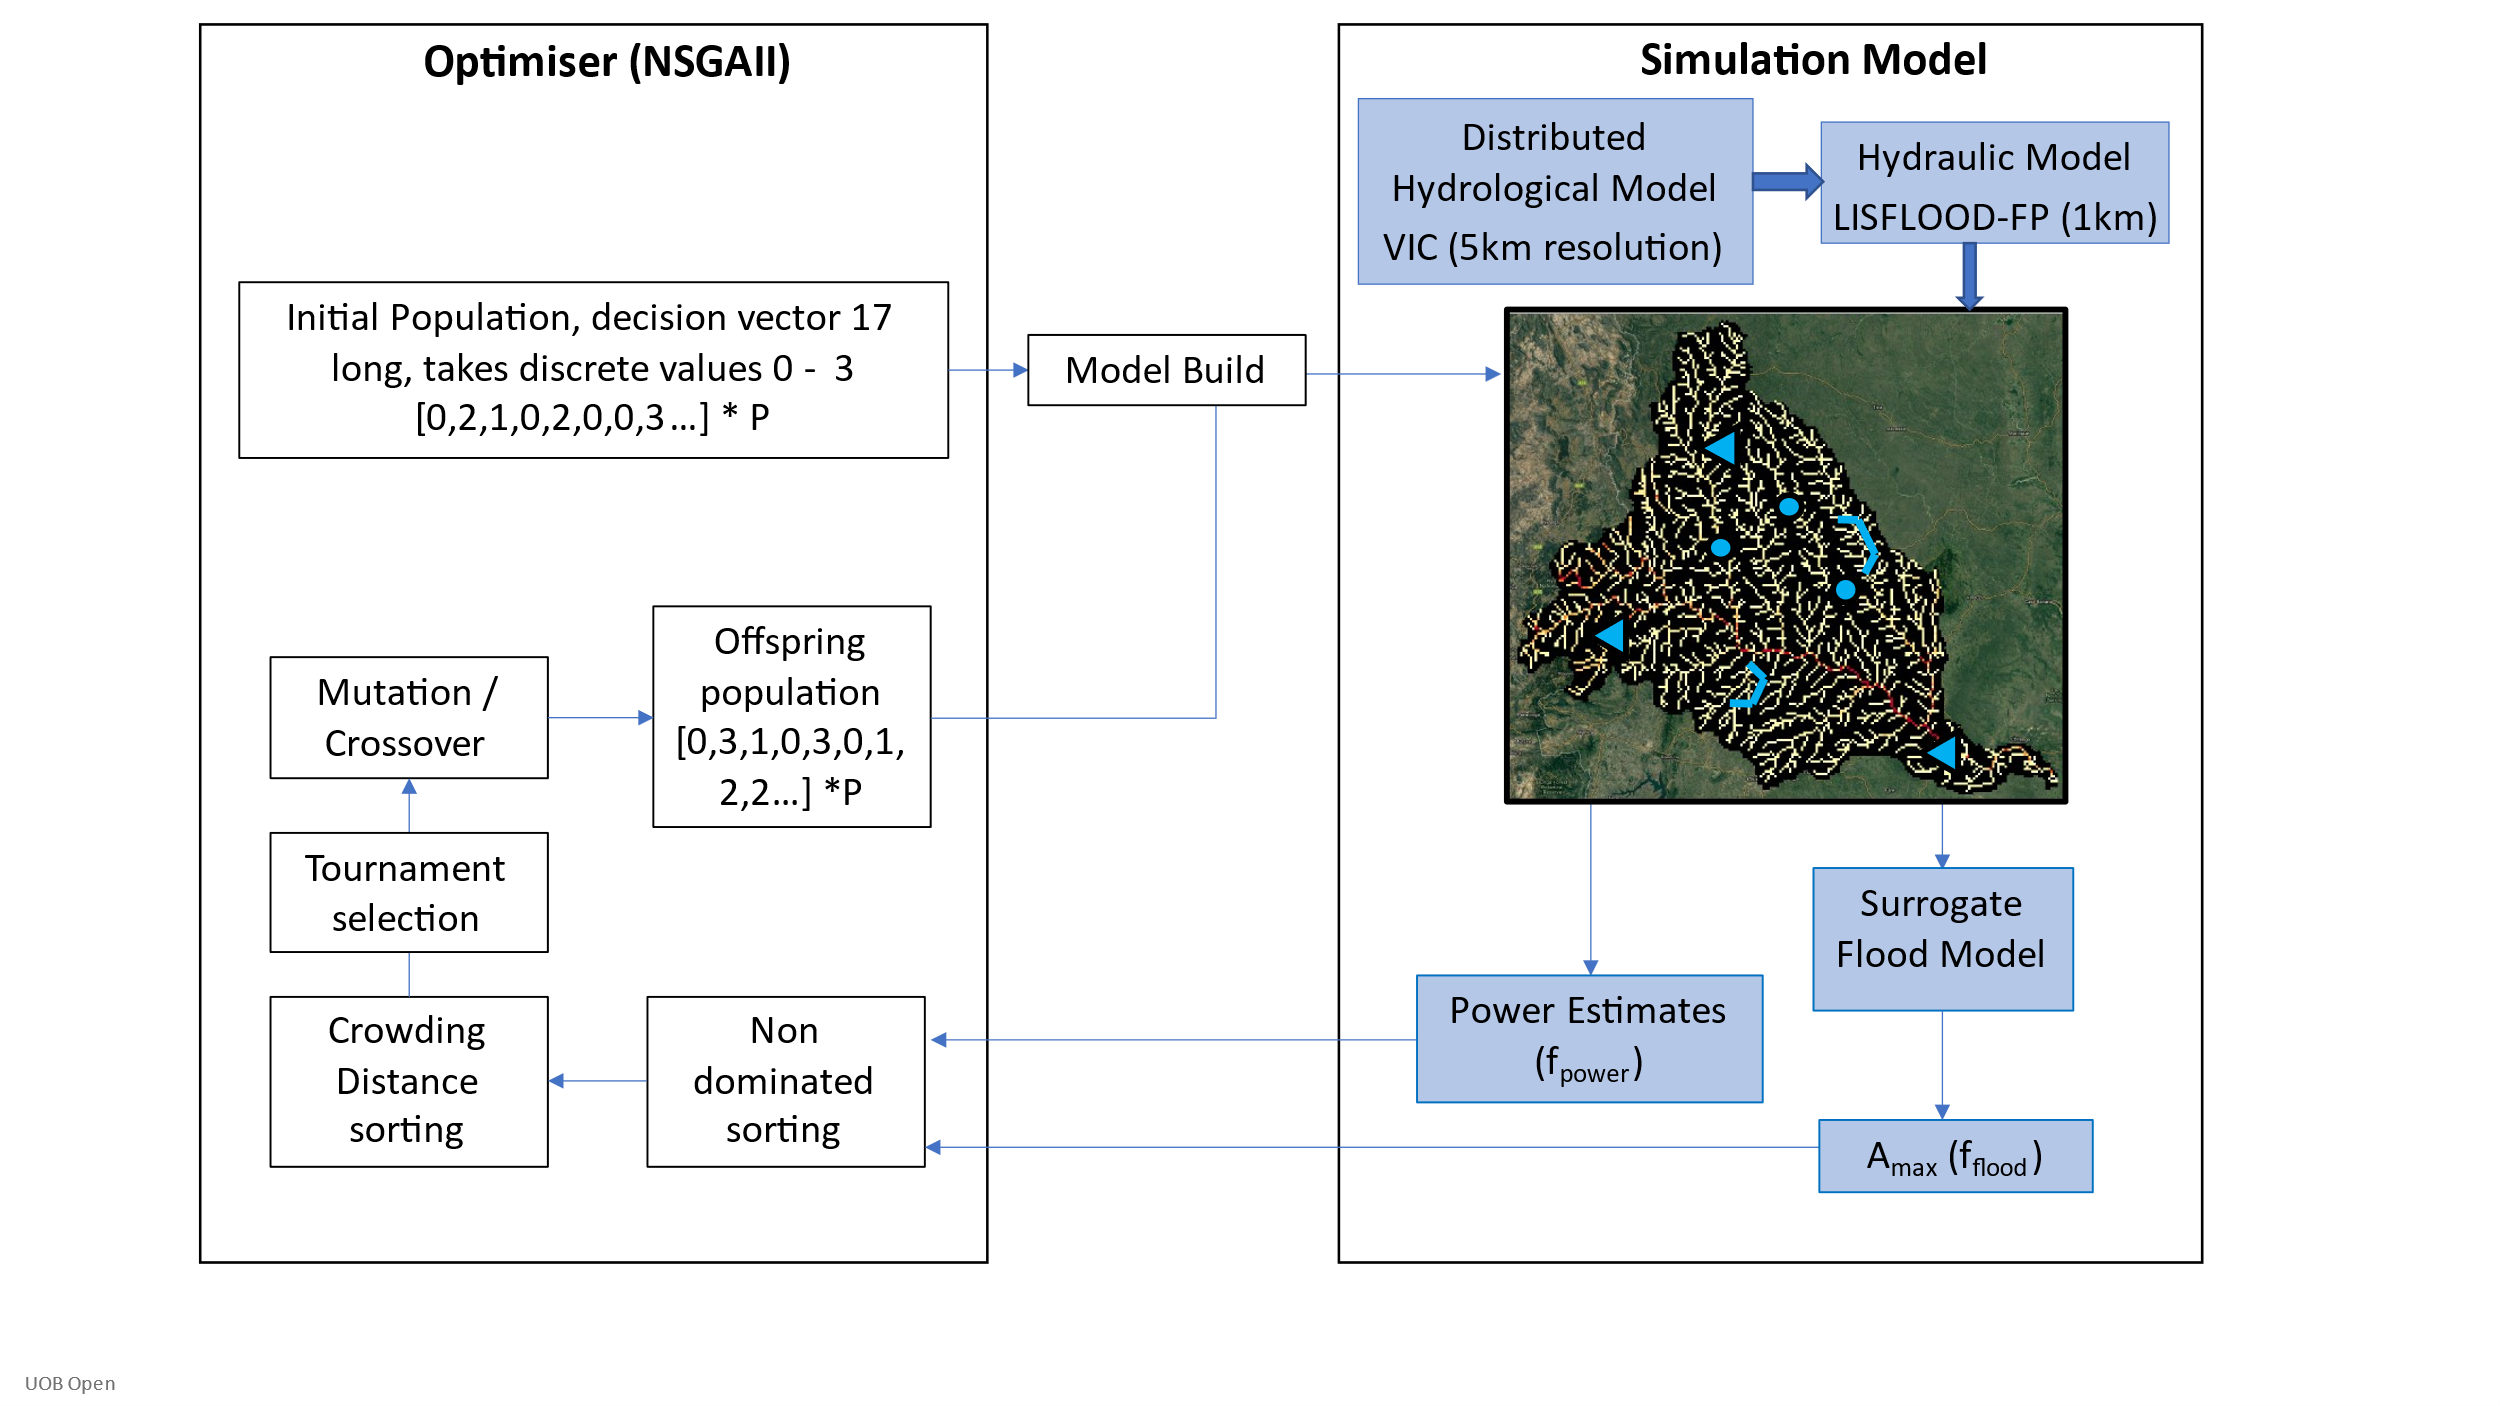 Optimiser (NSGAII)
Initial Population, decision vector 17
long, takes discrete values 0 - 3
[0,2,1,0,2,0,0,3...] * P
Model Build
Mutation /
Crossover
Offspring
population
[0,3,1,0,3,0,1,
2,2...] *P
Tournament
selection
Crowding
Distance
sorting
Non
dominated
sorting
Simulation Model
Distributed
Hydrological Model
VIC (5km resolution)
Hydraulic Model
LISFLOOD-FP (1km)
Surrogate
Flood Model
Power Estimates
(fpower)
Amax (fflood)
UOB Open